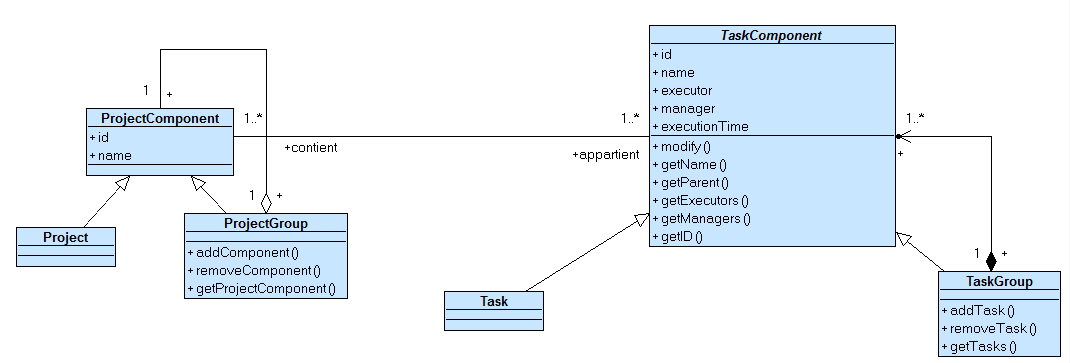 TaskComponent
+ id
+ name
+ executor
+ manager
+ executionTime
+ modify()
+ getName()
+ getParent()
+ getExecutors()
+ getManagers()
+ getID()
1
+
ProjectComponent
+ id
+ name
1..*
+contient
1..*
+appartient
1..*
+
1
+
Project
ProjectGroup
+ addComponent()
+ removeComponent()
+ getProjectComponent()
1
+
Task
TaskGroup
+ addTask()
+ removeTask()
+ getTasks()